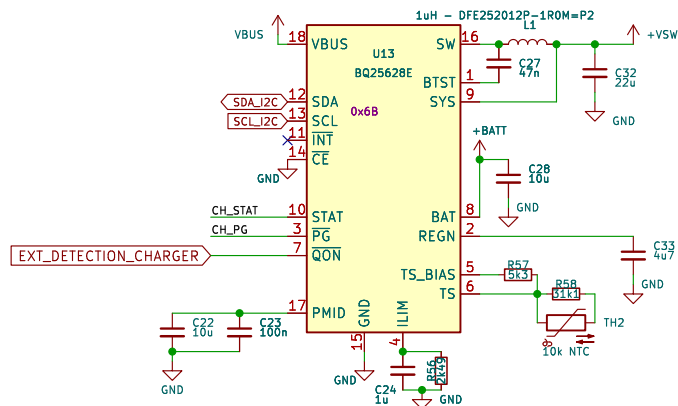 1uH - DFE252012P-1R0M=P2
L1
VBUS
18
VBUS
U13
BQ25628E
SW
16
+VSW
C27
47n
C32
22u
BTST
1
SDA_I2C
12
SDA
0x6B
SYS
9
SCL_I2C
13
SCL
GND
11
INT
+BATT
14
CE
GND
C28
10u
CH_STAT
10
STAT
BAT
8
GND
CH_PG
3
PG
REGN
2
EXT_DETECTION_CHARGER
7
QON
C33
4u7
TS_BIAS
5
R57
5k3
TS
6
R58
31k1
GND
17
PMID
GND
ILIM
TH2
C22
10u
C23
100n
10k NTC
15
4
GND
GND
C24
1u
R56
2k49
GND